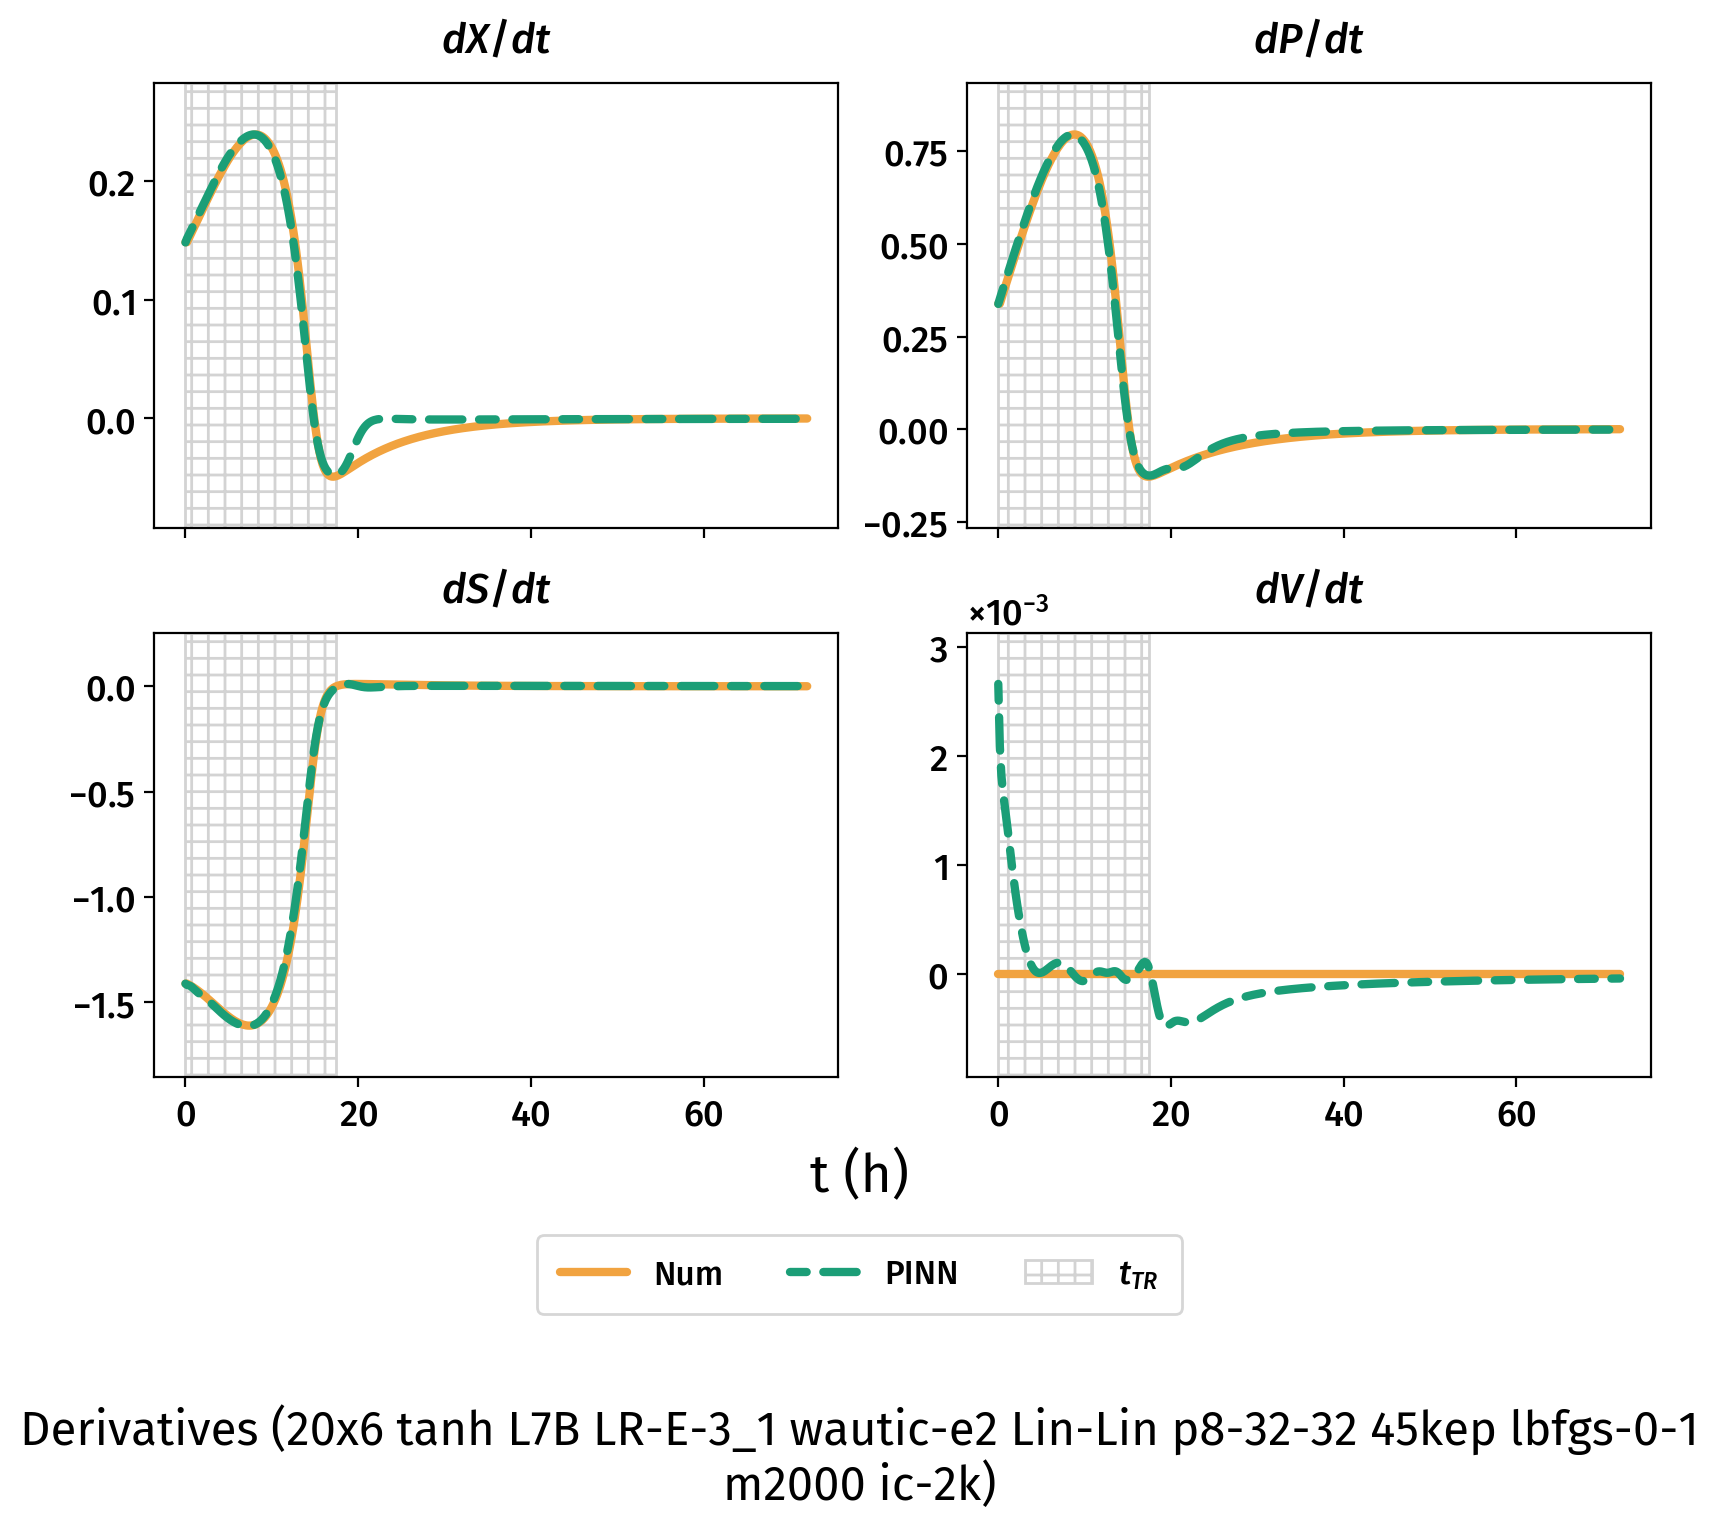 dX/dt
dP/dt
0.2
0.1
0.0
0.75
0.50
0.25
0.00
−0.25
dS/dt
dV/dt
×10⁻³
0.0
−0.5
−1.0
−1.5
3
2
1
0
0 20 40 60
0 20 40 60
t (h)
Num PINN t_TR
Derivatives (20x6 tanh L7B LR-E-3_1 wautic-e2 Lin-Lin p8-32-32 45kep lbfgs-0-1
m2000 ic-2k)